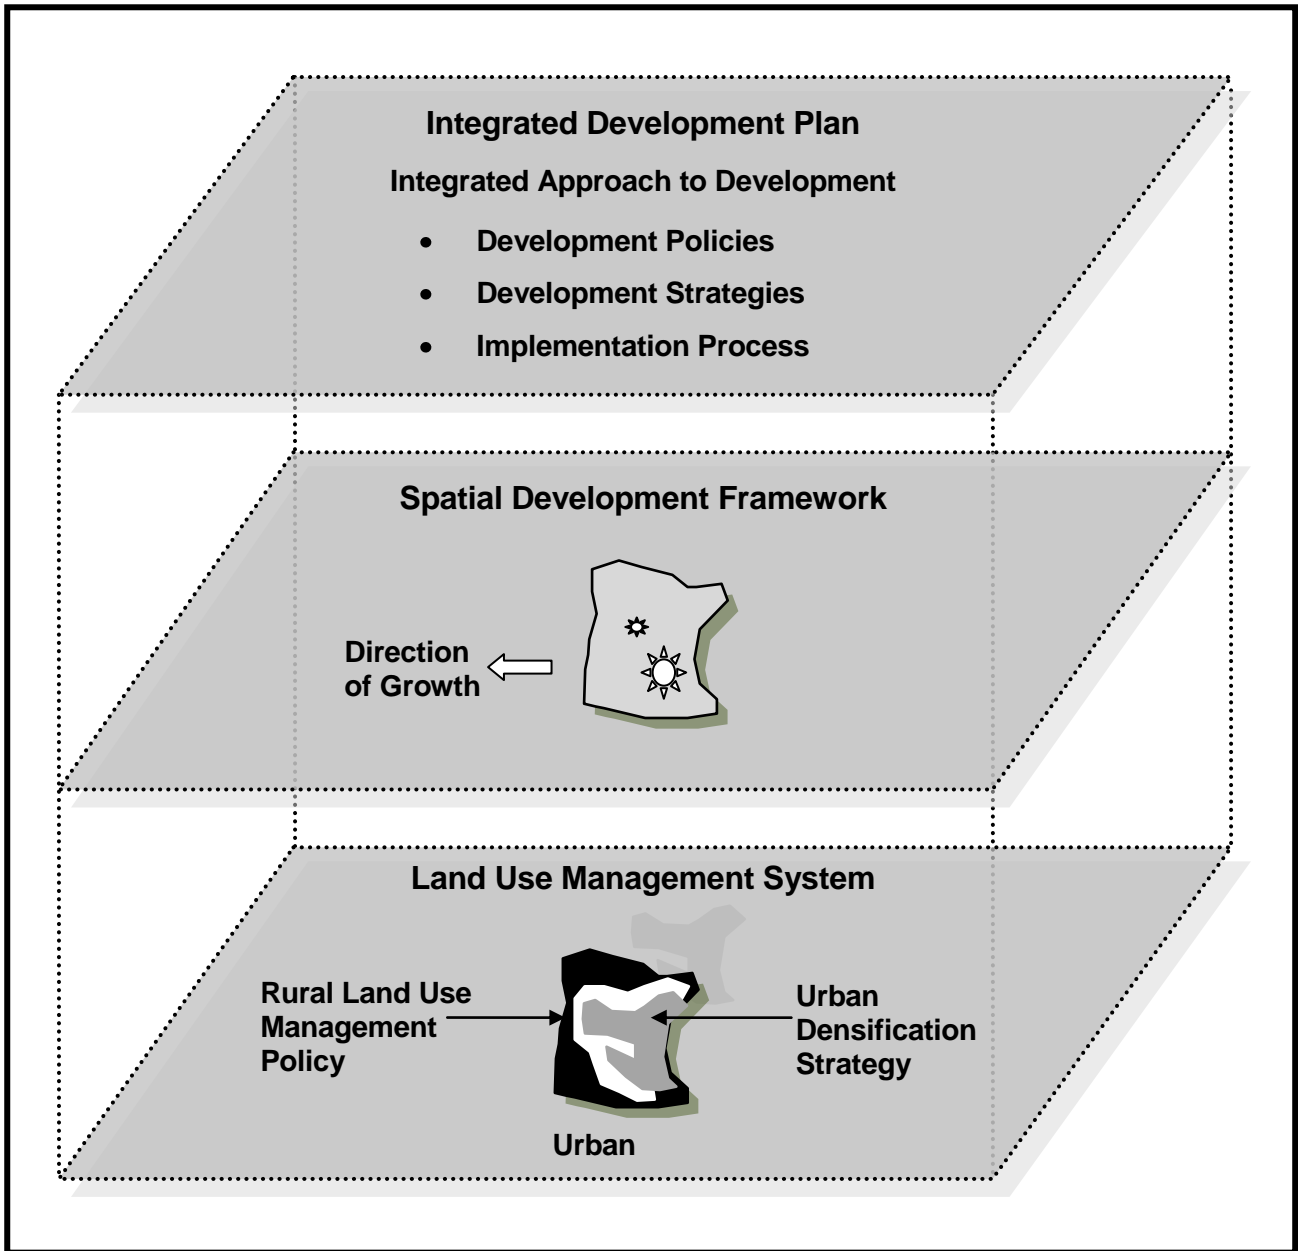 Integrated Development Plan
Integrated Approach to Development
• Development Policies
• Development Strategies
• Implementation Process
Spatial Development Framework
Direction
of Growth
Land Use Management System
Rural Land Use
Management
Policy
Urban
Densification
Strategy
Urban